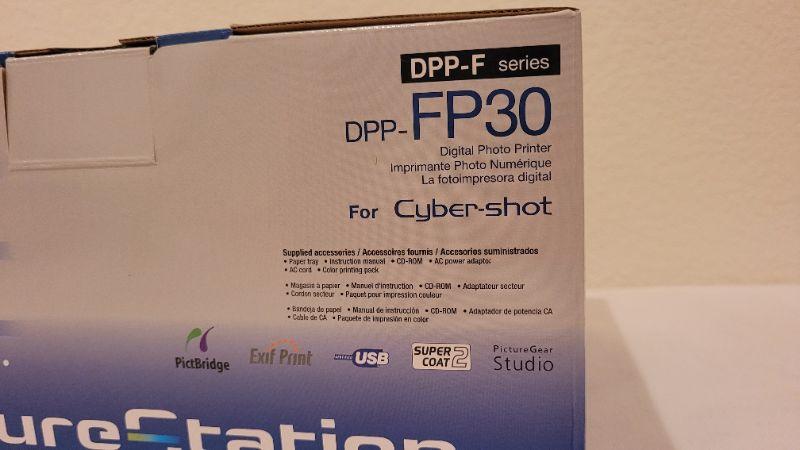 DPP-F series
DPP-FP30
Digital Photo Printer
Imprimante Photo Numérique
La fotoimpresora digital
For Cyber-shot
Supplied accessories / Accessoires fournis / Accesorios suministrados
• Paper tray • Instruction manual • CD-ROM • AC power adaptor
• AC cord • Color printing pack
• Magasin à papier • Manuel d'instruction • CD-ROM • Adaptateur secteur
• Cordon secteur • Paquet pour impression couleur
• Bandeja de papel • Manual de instrucción • CD-ROM • Adaptador de potencia CA
• Cable de CA • Paquete de impresión en color
PictBridge Exif Print USB SUPER COAT 2 PictureGear Studio
ureStation